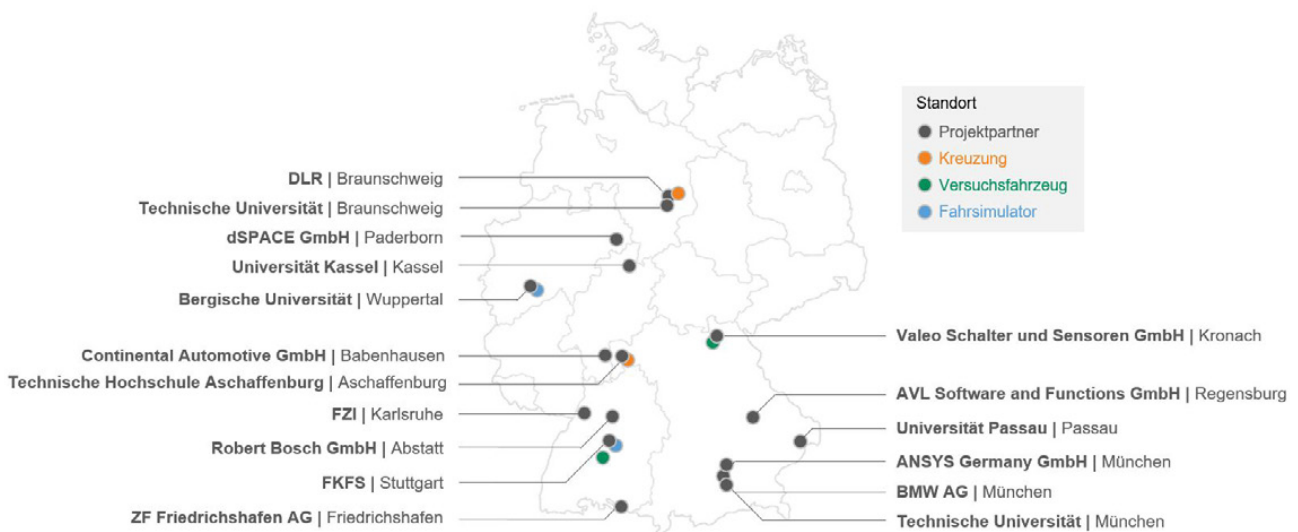 Standort
Projektpartner
Kreuzung
Versuchsfahrzeug
Fahrsimulator
DLR | Braunschweig
Technische Universität | Braunschweig
dSPACE GmbH | Paderborn
Universität Kassel | Kassel
Bergische Universität | Wuppertal
Continental Automotive GmbH | Babenhausen
Technische Hochschule Aschaffenburg | Aschaffenburg
FZI | Karlsruhe
Robert Bosch GmbH | Abstatt
FKFS | Stuttgart
ZF Friedrichshafen AG | Friedrichshafen
Valeo Schalter und Sensoren GmbH | Kronach
AVL Software and Functions GmbH | Regensburg
Universität Passau | Passau
ANSYS Germany GmbH | München
BMW AG | München
Technische Universität | München